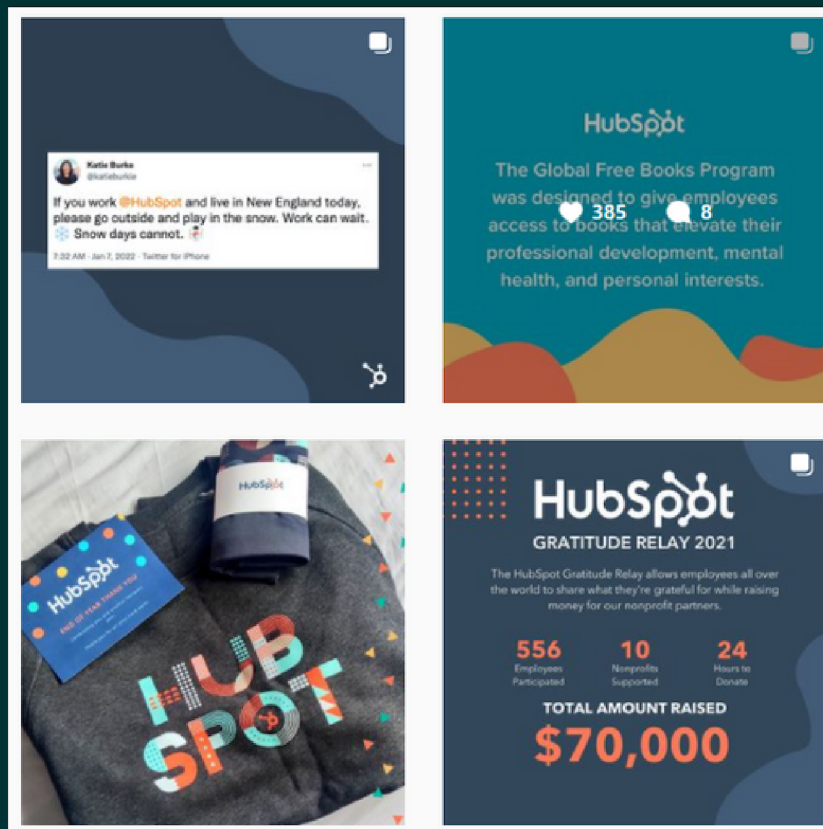 Katie Burke
@katieburkie
If you work @HubSpot and live in New England today,
please go outside and play in the snow. Work can wait.
❄️ Snow days cannot. ☃️
7:32 AM · Jan 7, 2022 · Twitter for iPhone
HubSpot
The Global Free Books Program
was designed to give employees
access to books that elevate their
professional development, mental
health, and personal interests.
385 8
HubSpot
HubSpot
END OF YEAR THANK YOU
HUB
SPOT
HubSpot
GRATITUDE RELAY 2021
The HubSpot Gratitude Relay allows employees all over
the world to share what they're grateful for while raising
money for our nonprofit partners.
556 10 24
Employees Nonprofits Hours to
Participated Supported Donate
TOTAL AMOUNT RAISED
$70,000